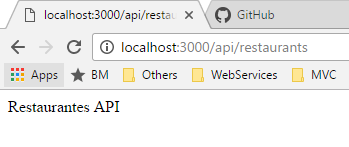 localhost:3000/api/restau
GitHub
localhost:3000/api/restaurants
Apps BM Others WebServices MVC
Restaurantes API